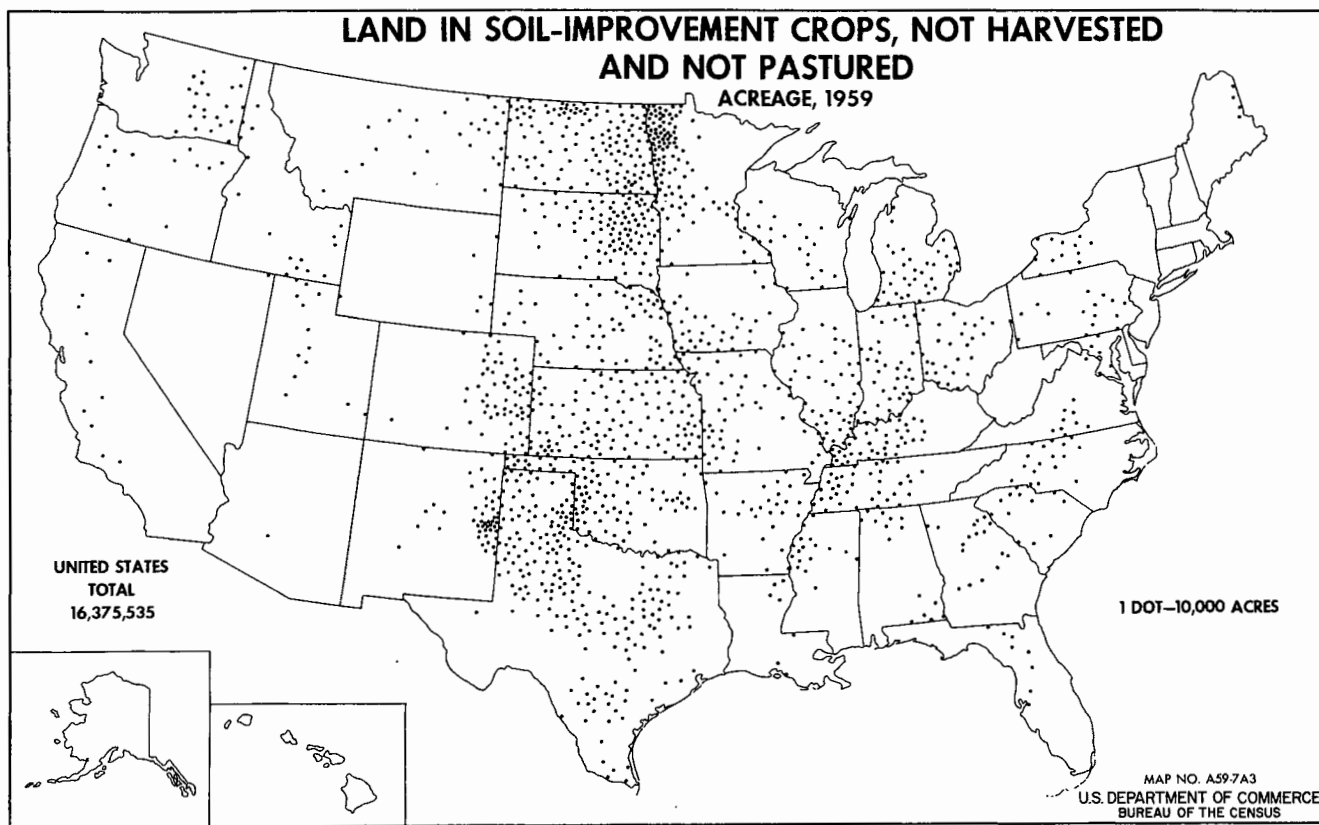 LAND IN SOIL-IMPROVEMENT CROPS, NOT HARVESTED
AND NOT PASTURED
ACREAGE, 1959
UNITED STATES
TOTAL
16,375,535
1 DOT—10,000 ACRES
MAP NO. A59-7A3
U.S. DEPARTMENT OF COMMERCE
BUREAU OF THE CENSUS